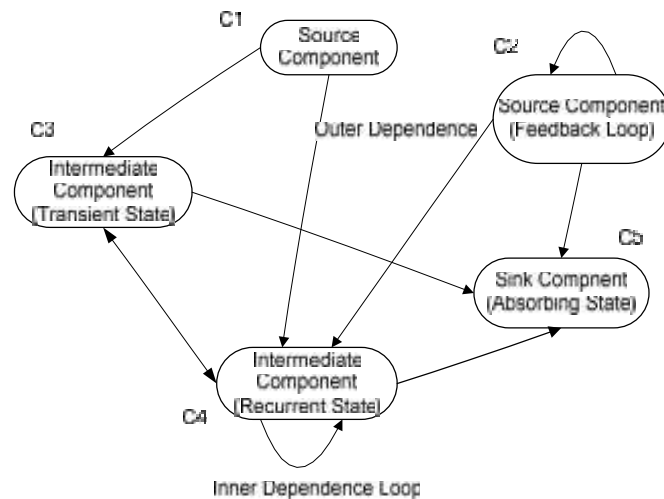 C1
Source
Component
C2
Source Component
(Feedback Loop)
Outer Dependence
C3
Intermediate
Component
(Transient State)
C5
Sink Compnent
(Absorbing State)
Intermediate
Component
(Recurrent State)
C4
Inner Dependence Loop